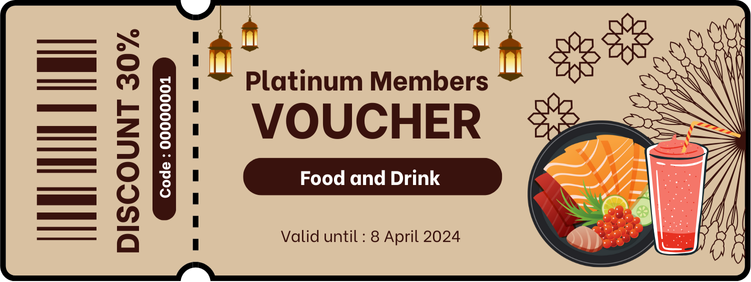 DISCOUNT 30%
Code : 00000001
Platinum Members
VOUCHER
Food and Drink
Valid until : 8 April 2024